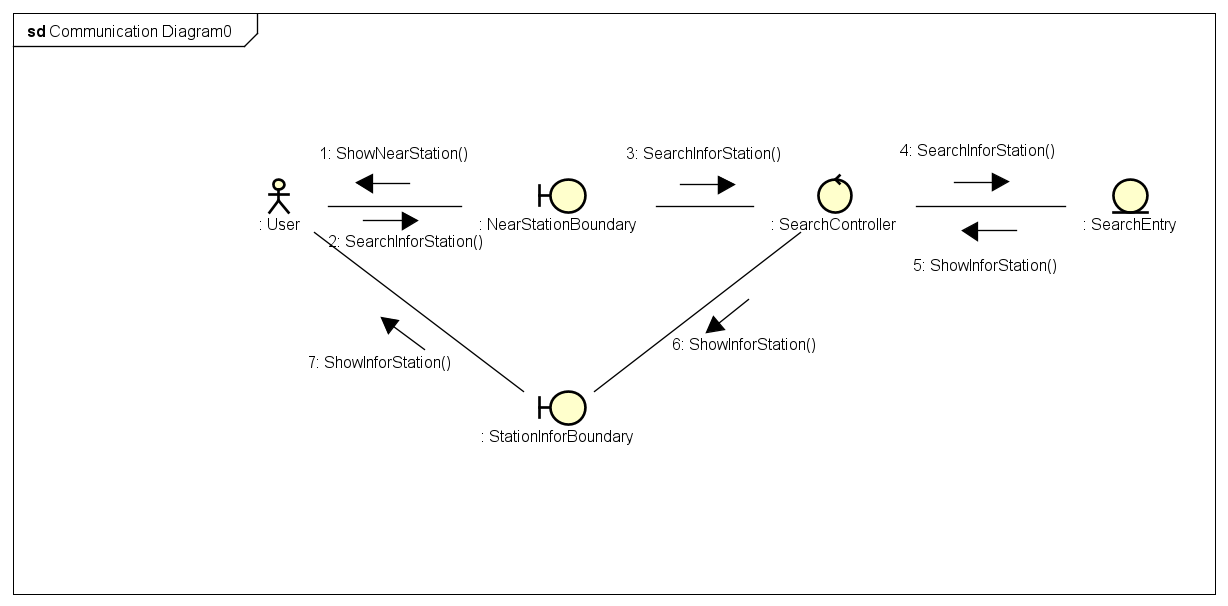 sd Communication Diagram0
1: ShowNearStation()
3: SearchInforStation()
4: SearchInforStation()
: User
: NearStationBoundary
: SearchController
: SearchEntry
2: SearchInforStation()
5: ShowInforStation()
6: ShowInforStation()
7: ShowInforStation()
: StationInforBoundary